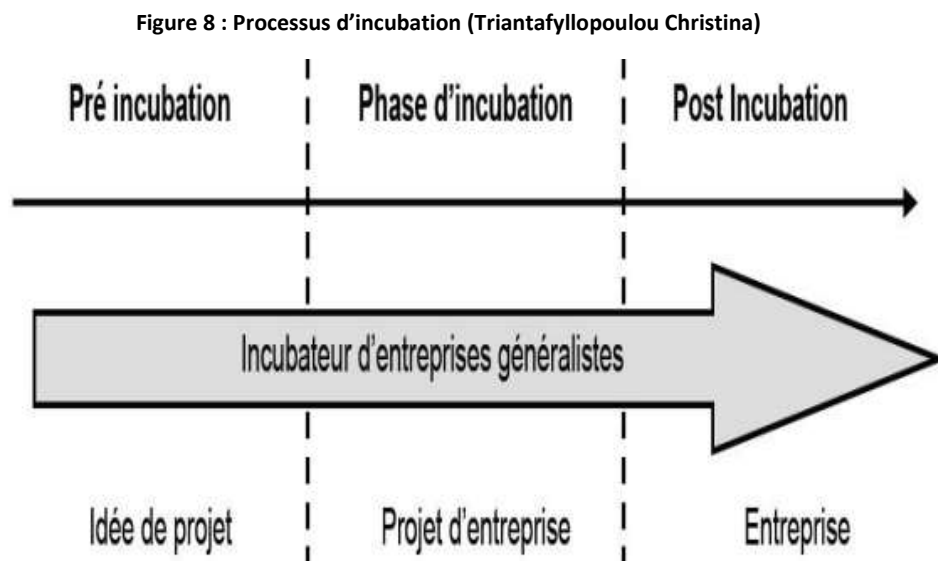 Figure 8 : Processus d’incubation (Triantafyllopoulou Christina)
Pré incubation
Phase d’incubation
Post Incubation
Incubateur d’entreprises généralistes
Idée de projet
Projet d’entreprise
Entreprise